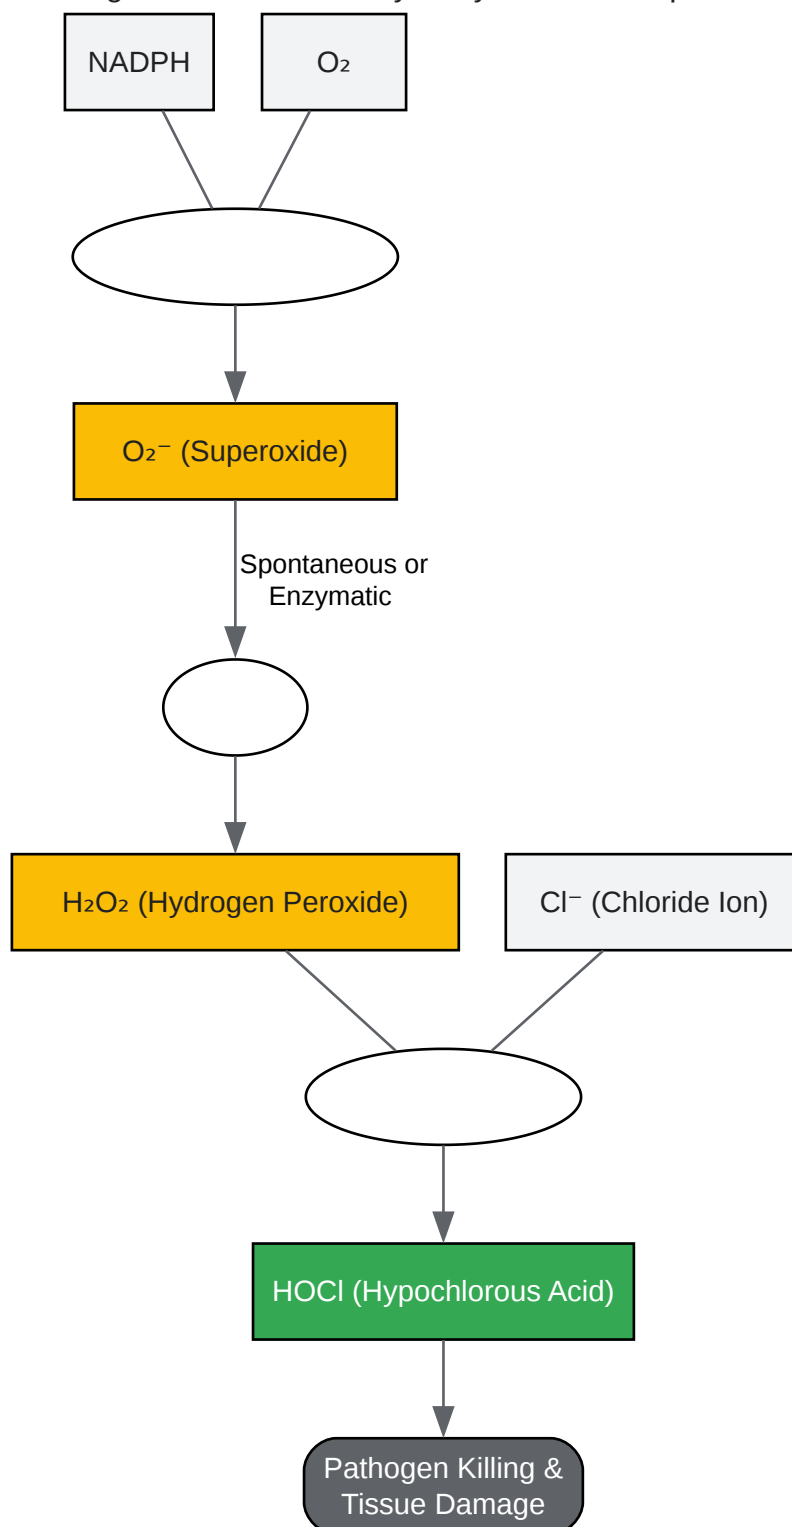 NADPH
O₂
O₂⁻ (Superoxide)
Spontaneous or
Enzymatic
H₂O₂ (Hydrogen Peroxide)
Cl⁻ (Chloride Ion)
HOCl (Hypochlorous Acid)
Pathogen Killing &
Tissue Damage